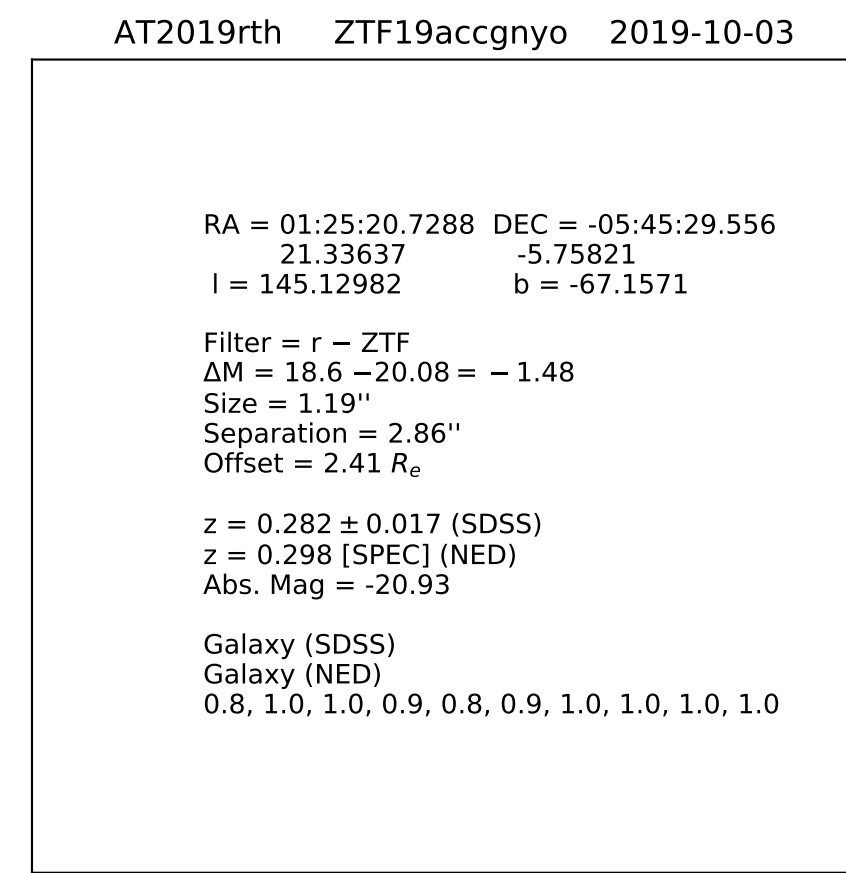 AT2019rth ZTF19accgnyo 2019-10-03
RA = 01:25:20.7288 DEC = -05:45:29.556
21.33637 -5.75821
l = 145.12982 b = -67.1571
Filter = r − ZTF
ΔM = 18.6 −20.08 = − 1.48
Size = 1.19''
Separation = 2.86''
Offset = 2.41 Re
z = 0.282 ± 0.017 (SDSS)
z = 0.298 [SPEC] (NED)
Abs. Mag = -20.93
Galaxy (SDSS)
Galaxy (NED)
0.8, 1.0, 1.0, 0.9, 0.8, 0.9, 1.0, 1.0, 1.0, 1.0